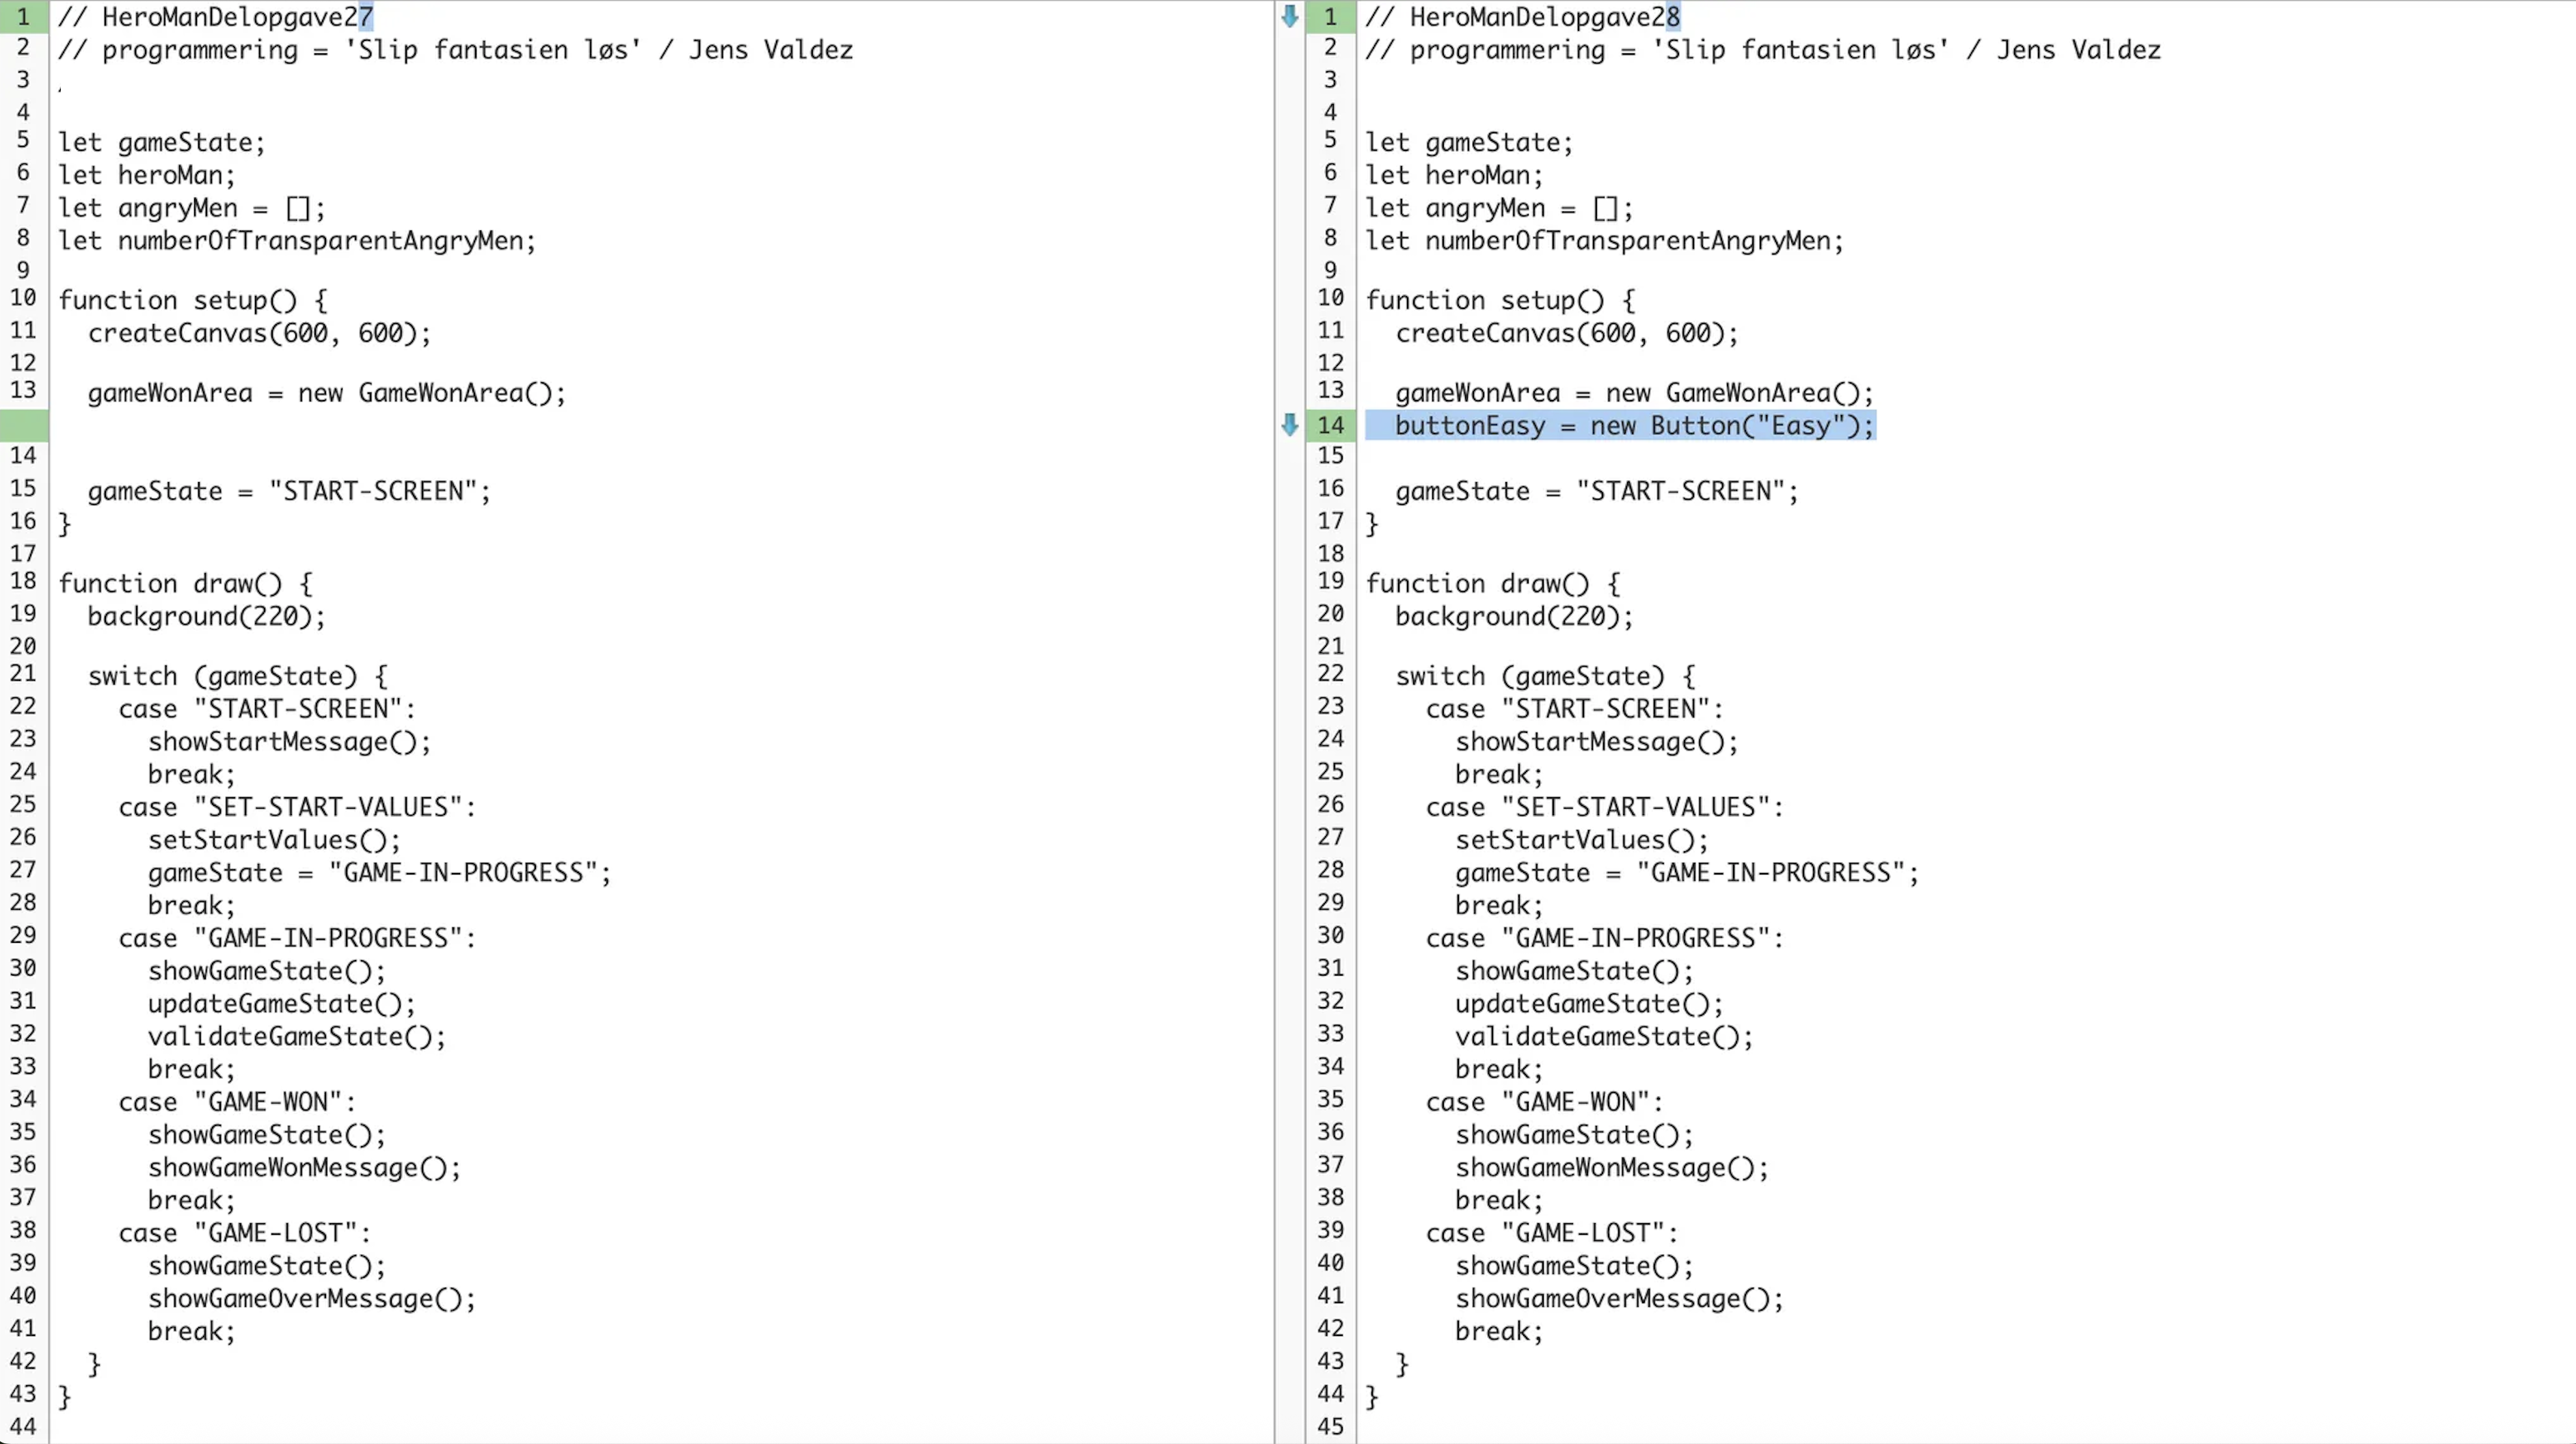 1 // HeroManDelopgave27
2 // programmering = 'Slip fantasien løs' / Jens Valdez
3
4
5 let gameState;
6 let heroMan;
7 let angryMen = [];
8 let numberOfTransparentAngryMen;
9
10 function setup() {
11 createCanvas(600, 600);
12
13 gameWonArea = new GameWonArea();
14
15 gameState = "START-SCREEN";
16 }
17
18 function draw() {
19 background(220);
20
21 switch (gameState) {
22 case "START-SCREEN":
23 showStartMessage();
24 break;
25 case "SET-START-VALUES":
26 setStartValues();
27 gameState = "GAME-IN-PROGRESS";
28 break;
29 case "GAME-IN-PROGRESS":
30 showGameState();
31 updateGameState();
32 validateGameState();
33 break;
34 case "GAME-WON":
35 showGameState();
36 showGameWonMessage();
37 break;
38 case "GAME-LOST":
39 showGameState();
40 showGameOverMessage();
41 break;
42 }
43 }
44
1 // HeroManDelopgave28
2 // programmering = 'Slip fantasien løs' / Jens Valdez
3
4
5 let gameState;
6 let heroMan;
7 let angryMen = [];
8 let numberOfTransparentAngryMen;
9
10 function setup() {
11 createCanvas(600, 600);
12
13 gameWonArea = new GameWonArea();
14 buttonEasy = new Button("Easy");
15
16 gameState = "START-SCREEN";
17 }
18
19 function draw() {
20 background(220);
21
22 switch (gameState) {
23 case "START-SCREEN":
24 showStartMessage();
25 break;
26 case "SET-START-VALUES":
27 setStartValues();
28 gameState = "GAME-IN-PROGRESS";
29 break;
30 case "GAME-IN-PROGRESS":
31 showGameState();
32 updateGameState();
33 validateGameState();
34 break;
35 case "GAME-WON":
36 showGameState();
37 showGameWonMessage();
38 break;
39 case "GAME-LOST":
40 showGameState();
41 showGameOverMessage();
42 break;
43 }
44 }
45